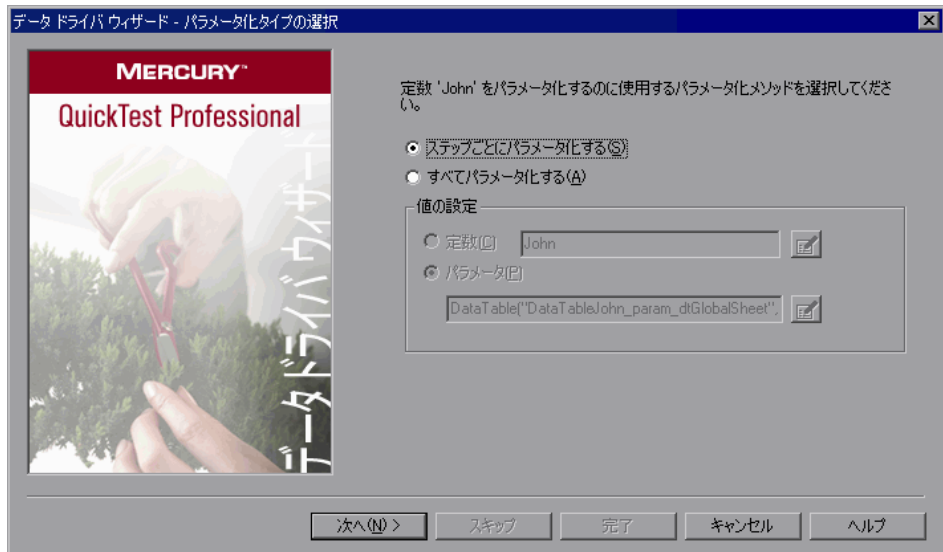 データ ドライバ ウィザード - パラメータ化タイプの選択
MERCURY™
QuickTest Professional
データ ドライバ ウィザード
定数 'John' をパラメータ化するのに使用するパラメータ化メソッドを選択してくださ
い。
ステップごとにパラメータ化する(S)
すべてパラメータ化する(A)
値の設定
定数(C) John
パラメータ(P)
DataTable("DataTableJohn_param_dtGlobalSheet",
次へ(N) > スキップ 完了 キャンセル ヘルプ